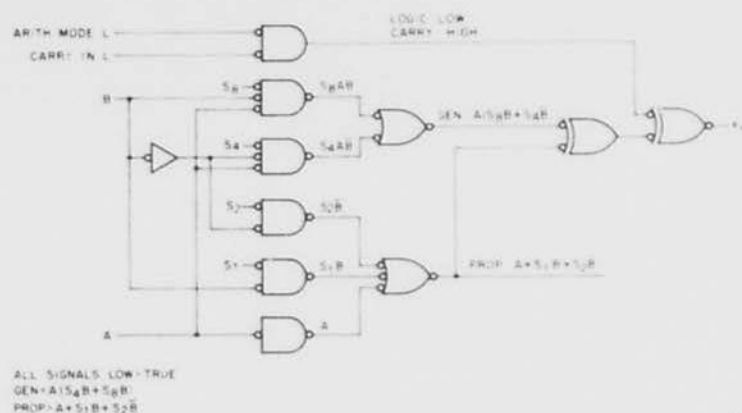 LOGIC LOW
CARRY HIGH
ARITH MODE L
CARRY IN L
S8
S8AB
B
GEN A(S8B+S4B̅)
S4
S4AB̅
S2
S2B̅
S1
S1B
PROP A+S1B+S2B̅
A
A
ALL SIGNALS LOW-TRUE
GEN=A(S4B+S8B)
PROP=A+S1B+S2B̅